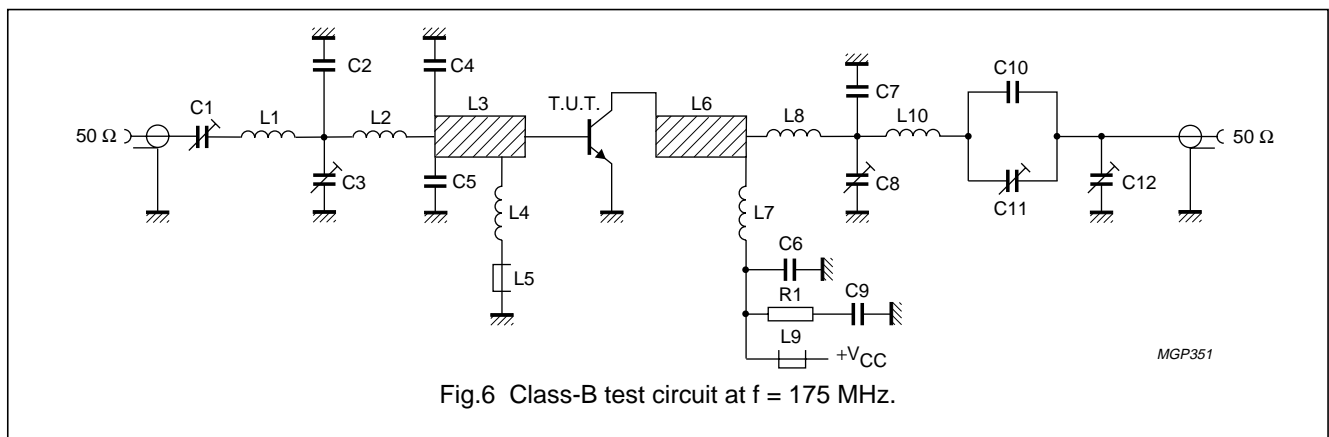 C2
C4
C7
C10
C1
L1
L2
L3
T.U.T.
L6
L8
L10
50 Ω
50 Ω
C3
C5
C8
C11
C12
L4
L7
L5
C6
R1
C9
L9
+VCC
MGP351
Fig.6 Class-B test circuit at f = 175 MHz.